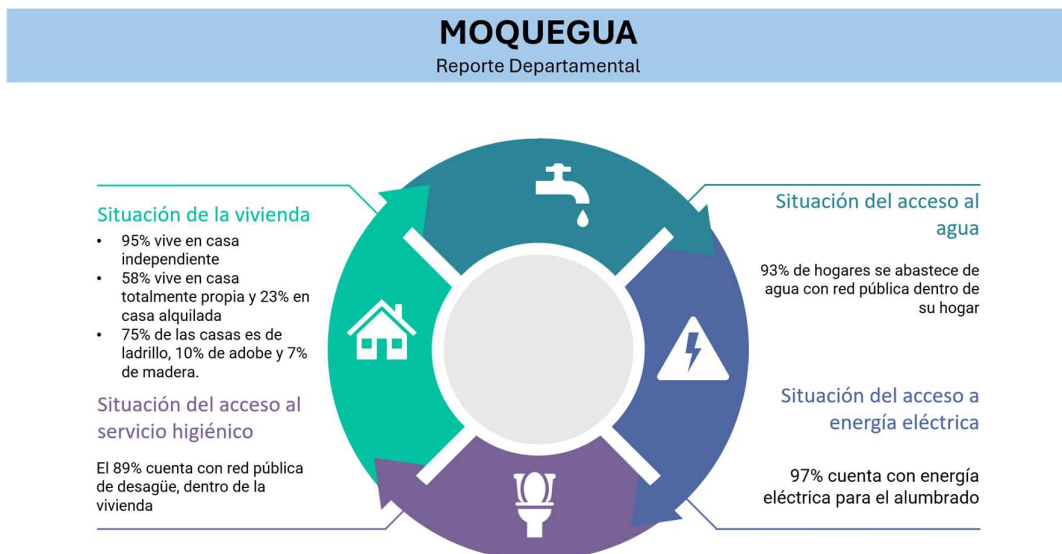 MOQUEGUA
Reporte Departamental
Situación de la vivienda
• 95% vive en casa
independiente
• 58% vive en casa
totalmente propia y 23% en
casa alquilada
• 75% de las casas es de
ladrillo, 10% de adobe y 7%
de madera.
Situación del acceso al
servicio higiénico
El 89% cuenta con red pública
de desagüe, dentro de la
vivienda
Situación del acceso al
agua
93% de hogares se abastece de
agua con red pública dentro de
su hogar
Situación del acceso a
energía eléctrica
97% cuenta con energía
eléctrica para el alumbrado